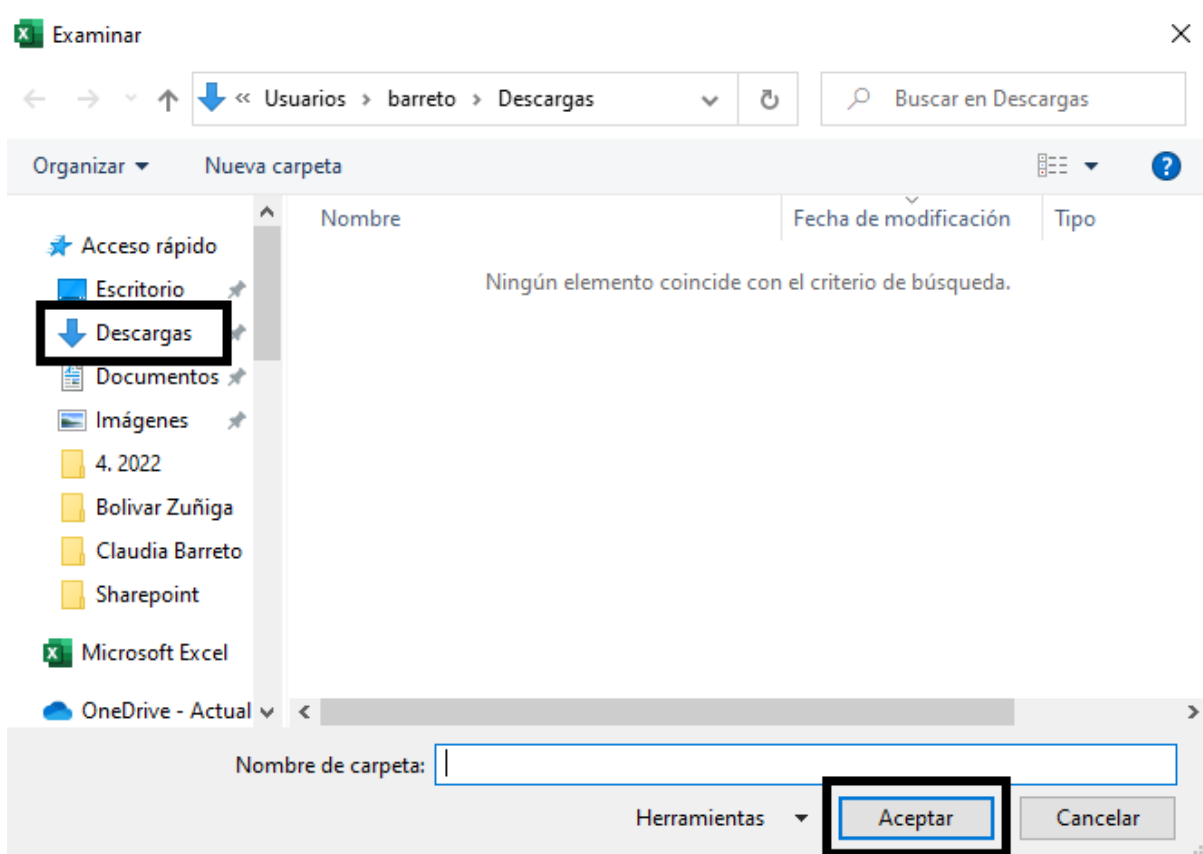 Examinar
« Usuarios › barreto › Descargas
Buscar en Descargas
Organizar
Nueva carpeta
Nombre
Fecha de modificación
Tipo
Ningún elemento coincide con el criterio de búsqueda.
Acceso rápido
Escritorio
Descargas
Documentos
Imágenes
4. 2022
Bolivar Zuñiga
Claudia Barreto
Sharepoint
Microsoft Excel
OneDrive - Actual
Nombre de carpeta:
Herramientas
Aceptar
Cancelar